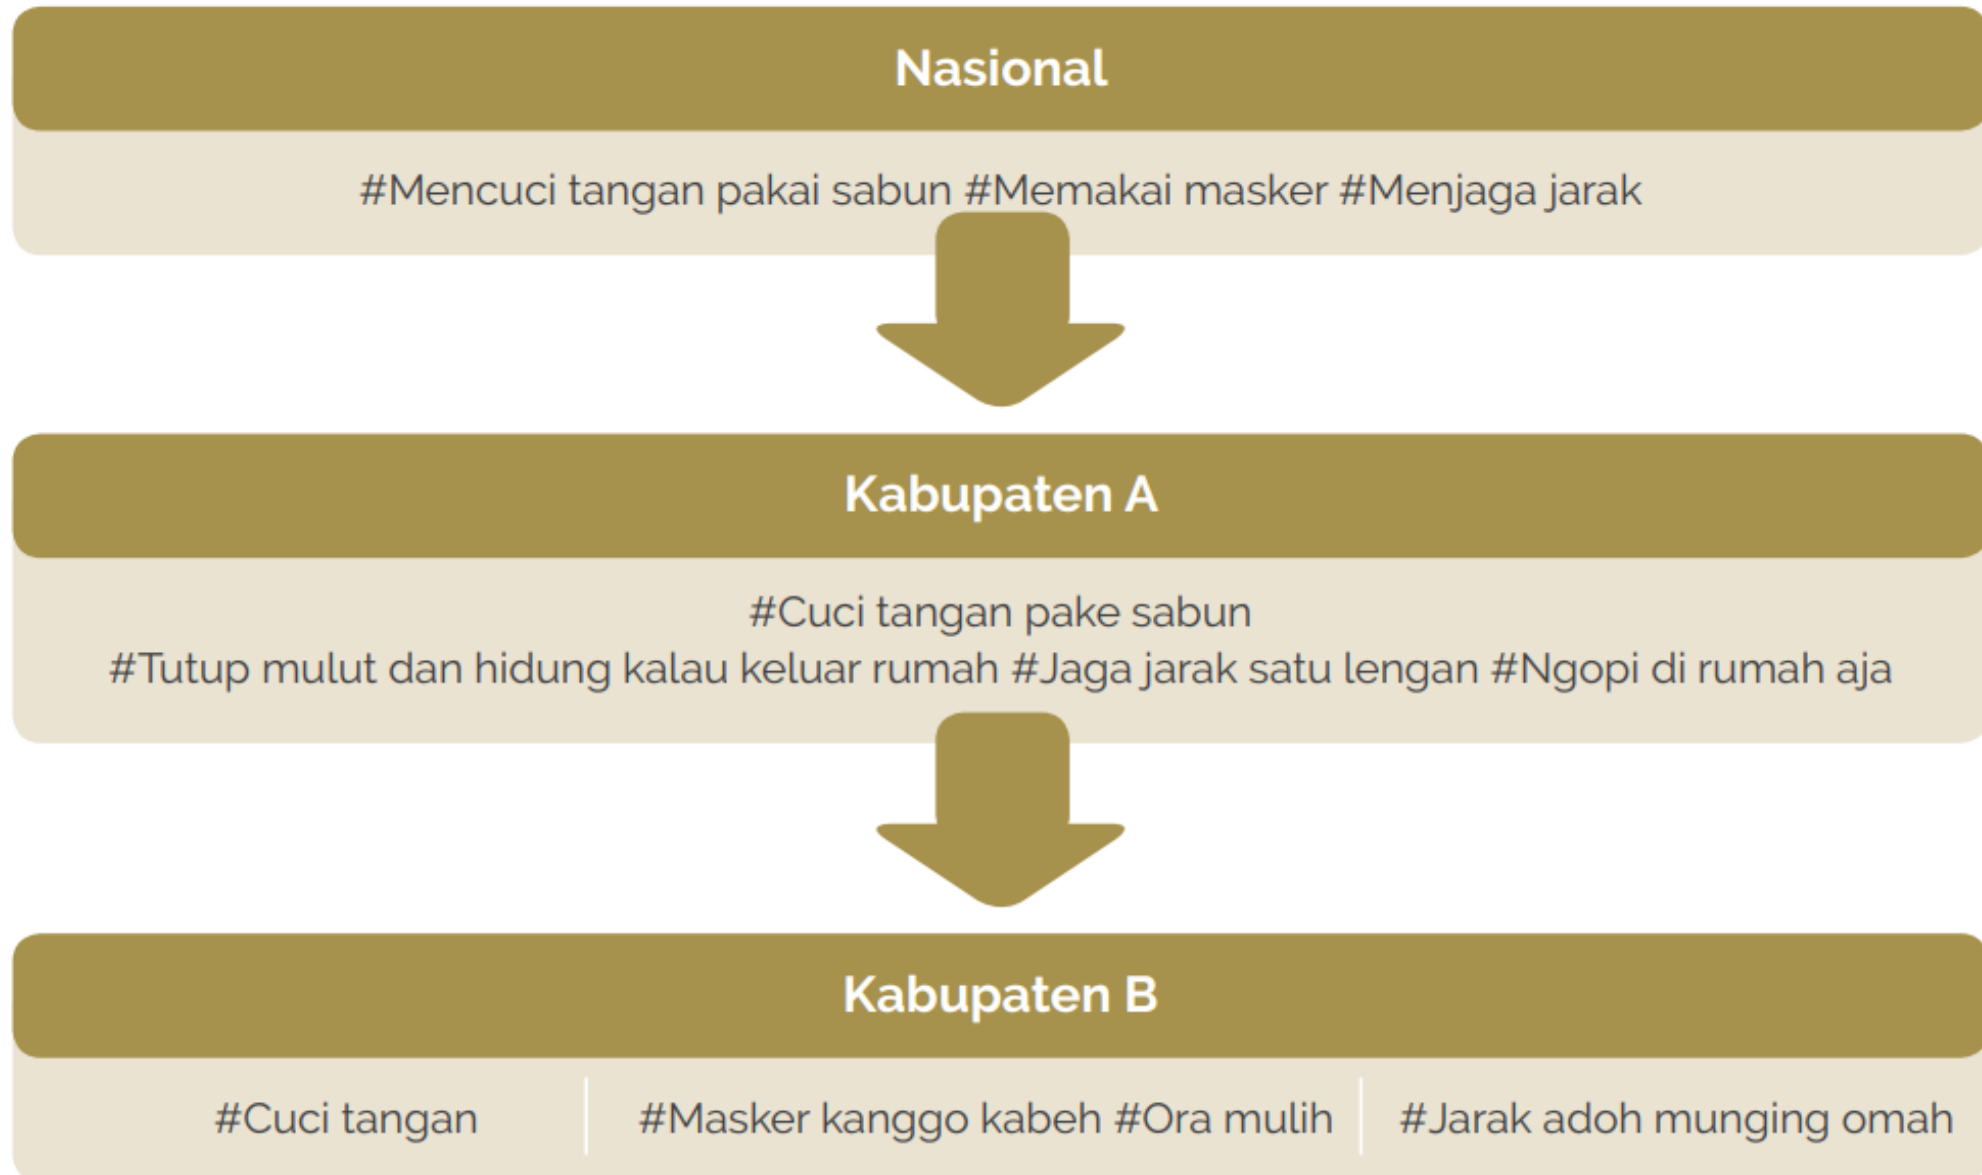 Nasional
#Mencuci tangan pakai sabun #Memakai masker #Menjaga jarak
Kabupaten A
#Cuci tangan pake sabun
#Tutup mulut dan hidung kalau keluar rumah #Jaga jarak satu lengan #Ngopi di rumah aja
Kabupaten B
#Cuci tangan #Masker kanggo kabeh #Ora mulih #Jarak adoh munging omah